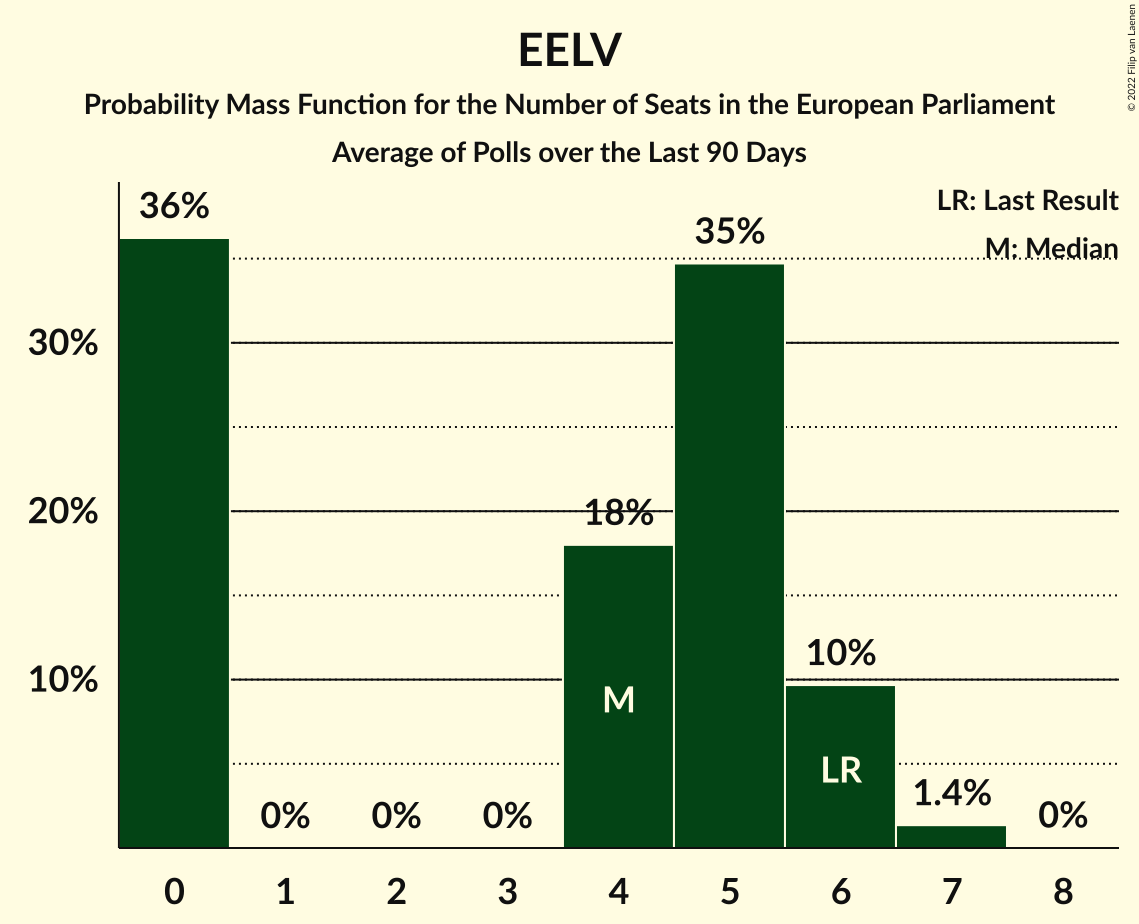 EELV
Probability Mass Function for the Number of Seats in the European Parliament
Average of Polls over the Last 90 Days
© 2022 Filip van Laenen
LR: Last Result
M: Median
36%
35%
30%
20%
18%
10%
10%
M
LR
1.4%
0%
0%
0%
0%
0 1 2 3 4 5 6 7 8